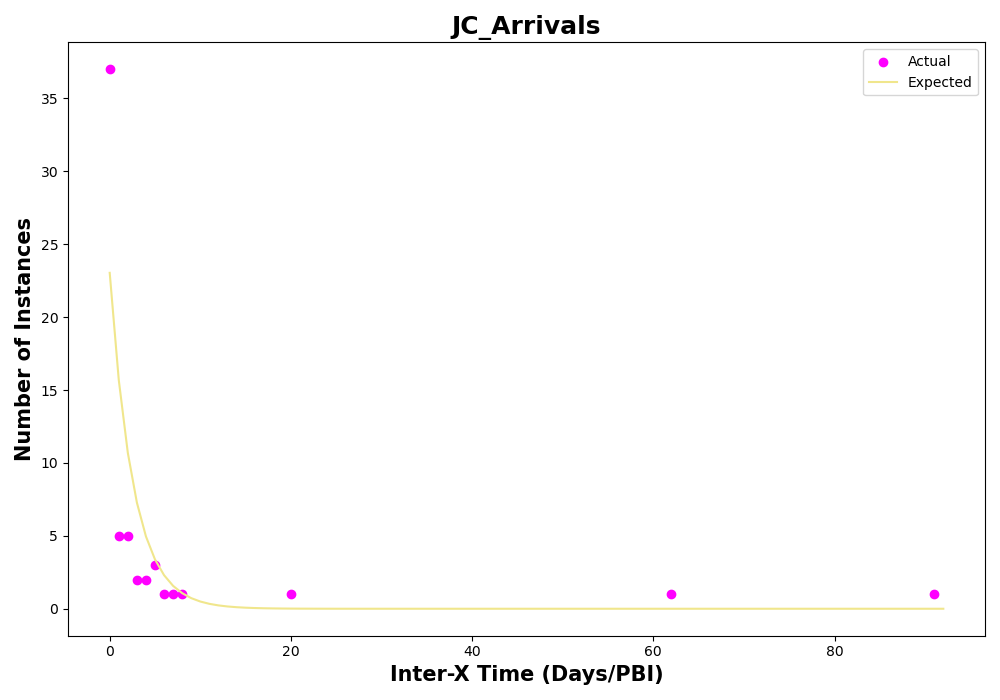 JC_Arrivals
Actual
Expected
Number of Instances
35
30
25
20
15
10
5
0
0 20 40 60 80
Inter-X Time (Days/PBI)